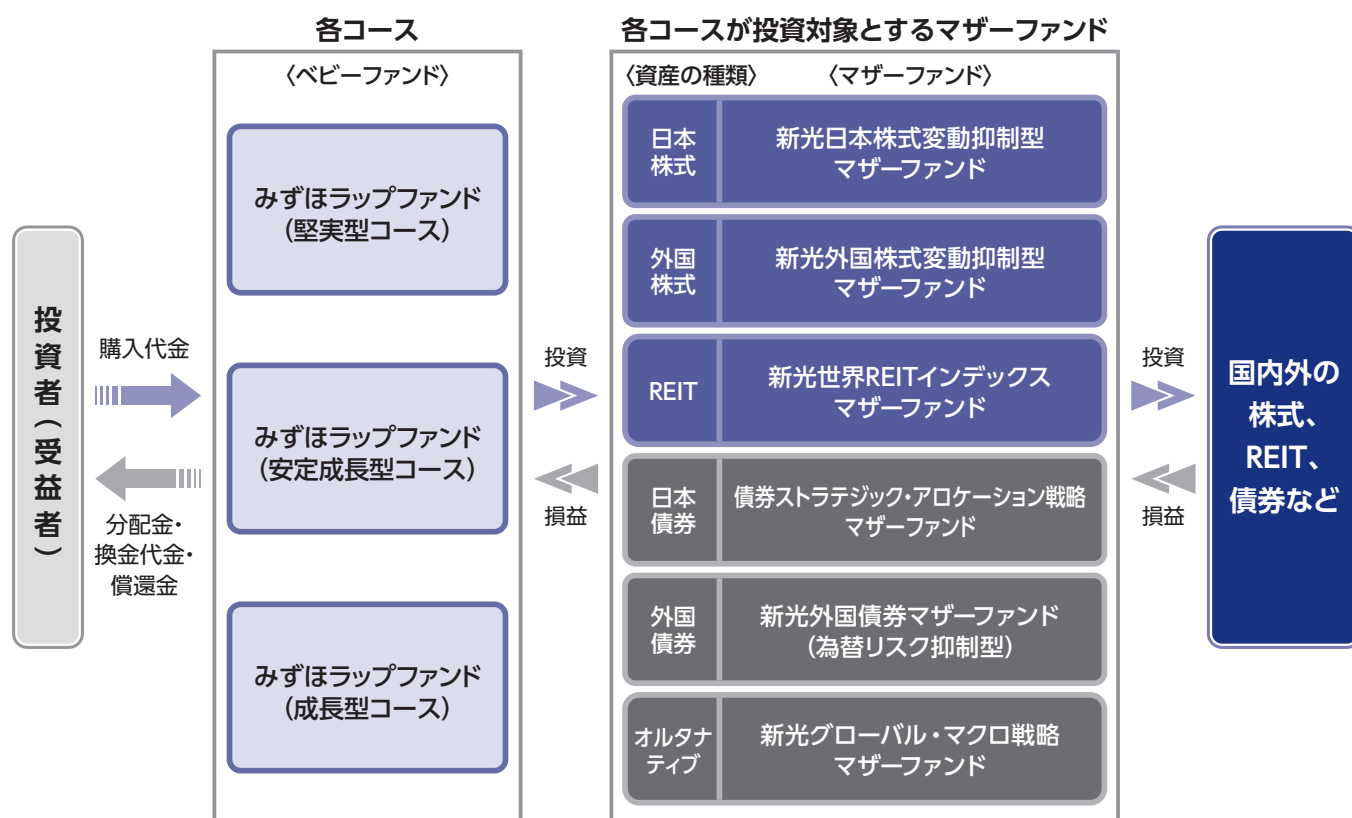 各コース
各コースが投資対象とするマザーファンド
〈ベビーファンド〉
〈資産の種類〉
〈マザーファンド〉
投資者(受益者)
購入代金
分配金・
換金代金・
償還金
みずほラップファンド
(堅実型コース)
みずほラップファンド
(安定成長型コース)
みずほラップファンド
(成長型コース)
投資
損益
日本
株式
新光日本株式変動抑制型
マザーファンド
外国
株式
新光外国株式変動抑制型
マザーファンド
REIT
新光世界REITインデックス
マザーファンド
日本
債券
債券ストラテジック・アロケーション戦略
マザーファンド
外国
債券
新光外国債券マザーファンド
(為替リスク抑制型)
オルタナ
ティブ
新光グローバル・マクロ戦略
マザーファンド
投資
損益
国内外の
株式、
REIT、
債券など